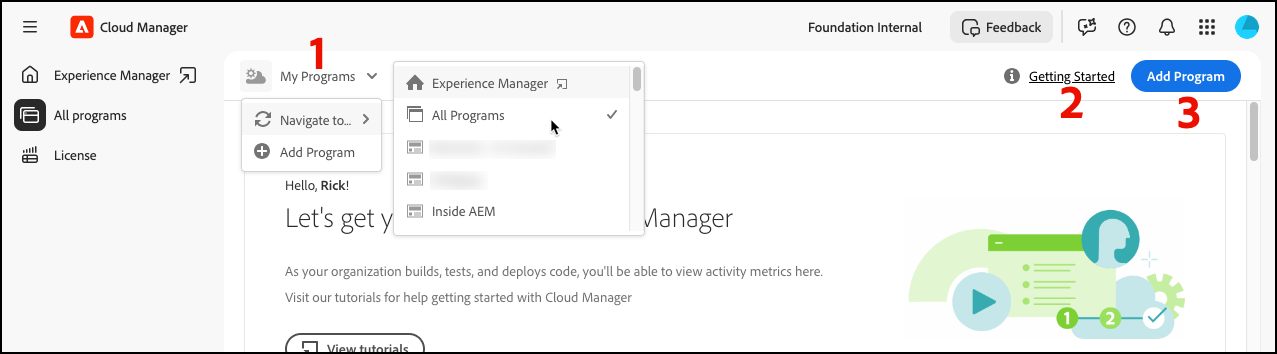 Cloud Manager
Foundation Internal
Feedback
1
Experience Manager
My Programs
Experience Manager
Getting Started
Add Program
2
3
All programs
Navigate to...
All Programs
License
Add Program
Inside AEM
Hello, Rick!
Let's get y
Manager
As your organization builds, tests, and deploys code, you'll be able to view activity metrics here.
Visit our tutorials for help getting started with Cloud Manager
1
2
View tutorials